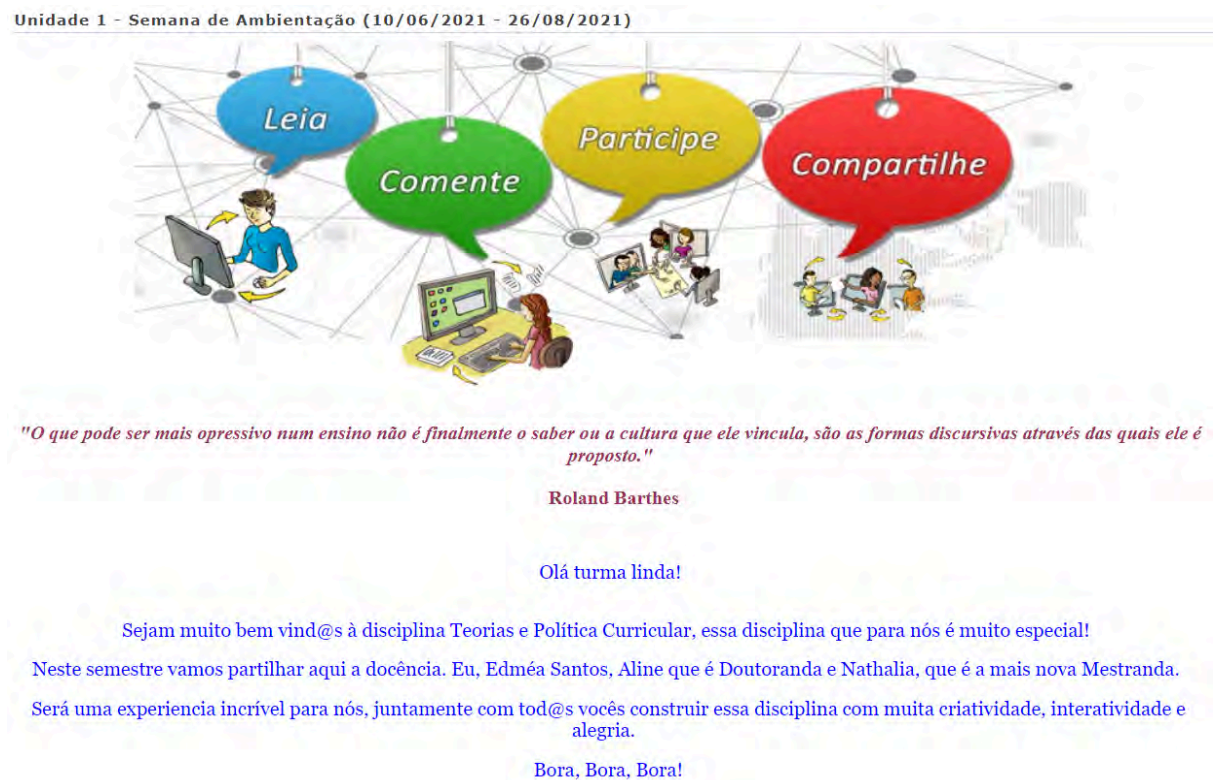 Unidade 1 - Semana de Ambientação (10/06/2021 - 26/08/2021)
Leia
Comente
Participe
Compartilhe
"O que pode ser mais opressivo num ensino não é finalmente o saber ou a cultura que ele vincula, são as formas discursivas através das quais ele é
proposto."
Roland Barthes
Olá turma linda!
Sejam muito bem vind@s à disciplina Teorias e Política Curricular, essa disciplina que para nós é muito especial!
Neste semestre vamos partilhar aqui a docência. Eu, Edméa Santos, Aline que é Doutoranda e Nathalia, que é a mais nova Mestranda.
Será uma experiencia incrível para nós, juntamente com tod@s vocês construir essa disciplina com muita criatividade, interatividade e
alegria.
Bora, Bora, Bora!